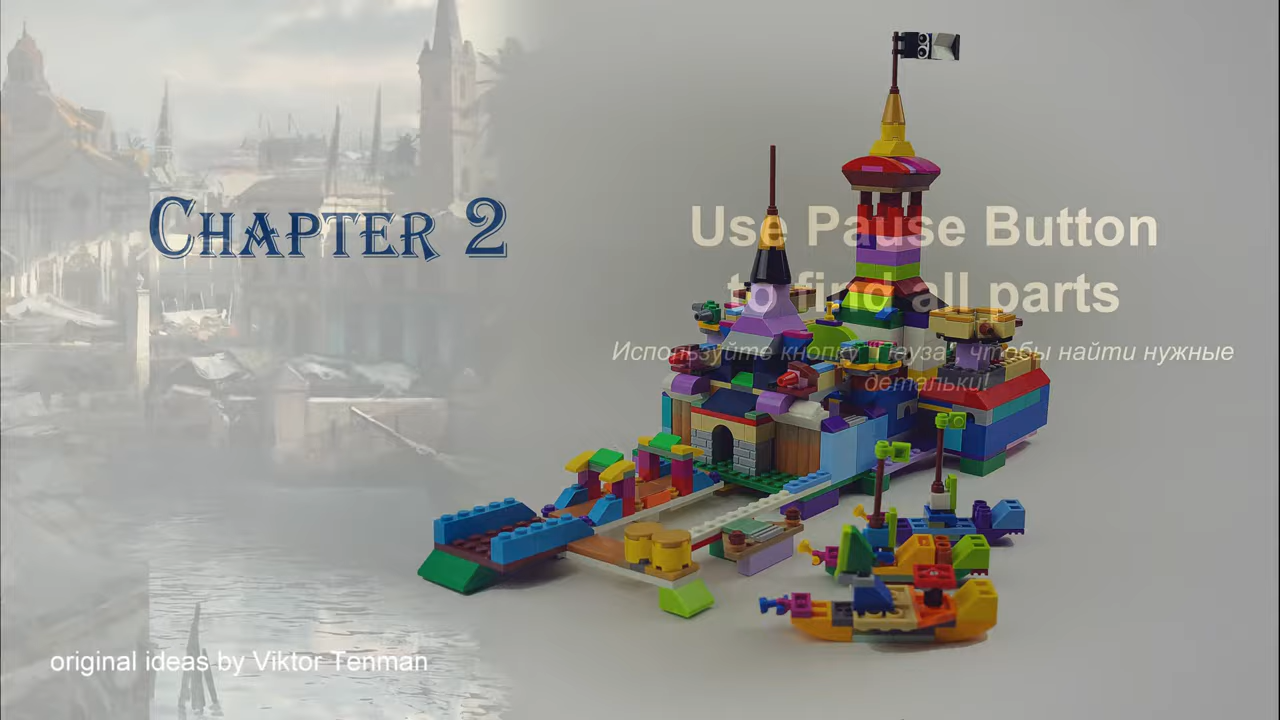 Chapter 2
Use Pause Button
to find all parts
Используйте кнопку "Пауза", чтобы найти нужные
детальки!
original ideas by Viktor Tenman